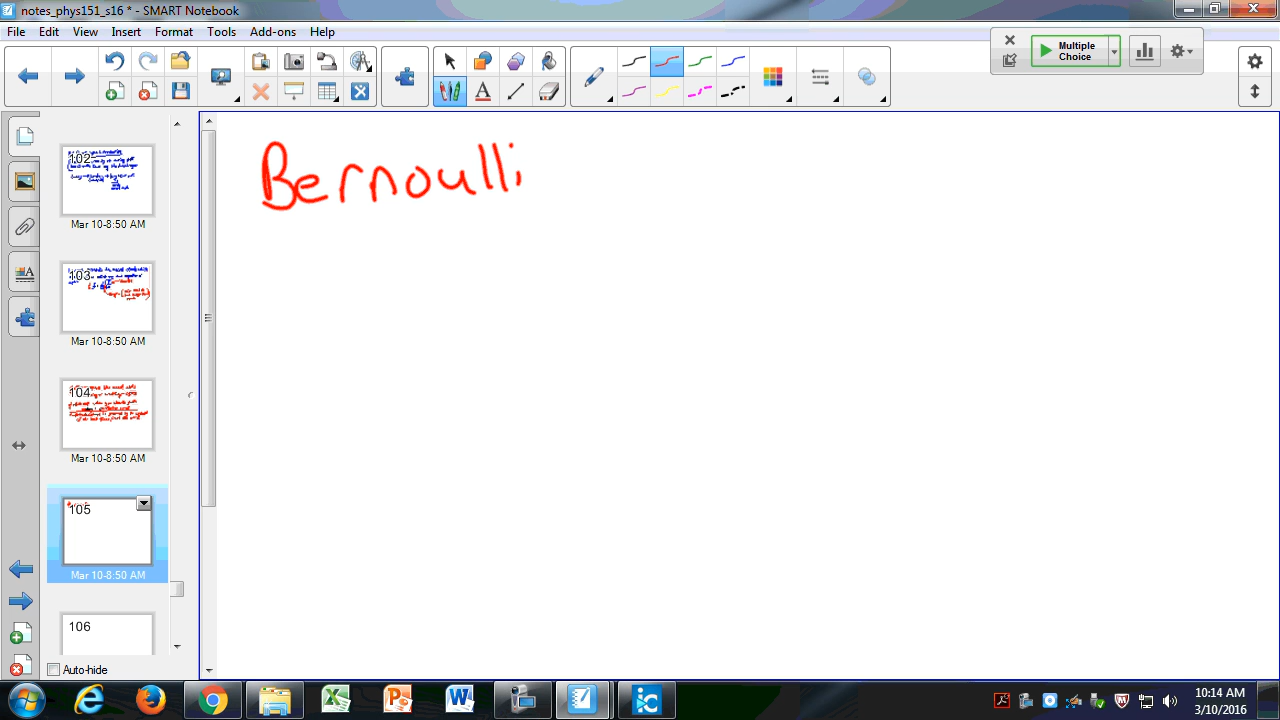 notes_phys151_s16 * - SMART Notebook
File Edit View Insert Format Tools Add-ons Help
Multiple
Choice
A
Bernoulli
102
Mar 10-8:50 AM
103
Mar 10-8:50 AM
104
Mar 10-8:50 AM
105
Mar 10-8:50 AM
106
Auto-hide
10:14 AM
3/10/2016